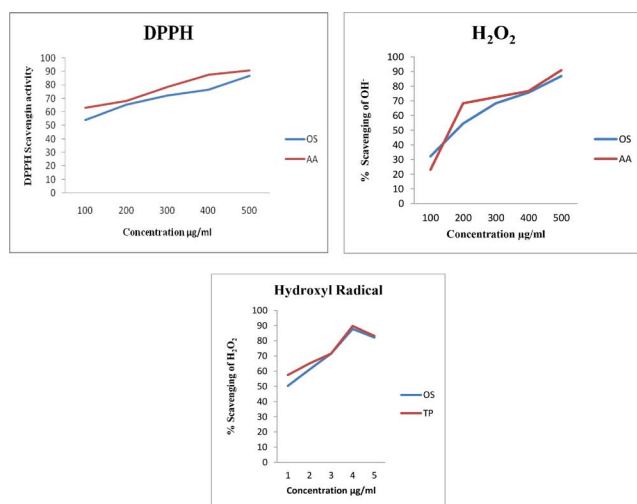 DPPH
DPPH Scavengin activity
100
90
80
70
60
50
40
30
20
10
0
100 200 300 400 500
Concentration µg/ml
OS
AA
H₂O₂
% Scavenging of OH-
100
90
80
70
60
50
40
30
20
10
0
100 200 300 400 500
Concentration µg/ml
OS
AA
Hydroxyl Radical
% Scavenging of H₂O₂
100
90
80
70
60
50
40
30
20
10
0
1 2 3 4 5
Concentration µg/ml
OS
TP